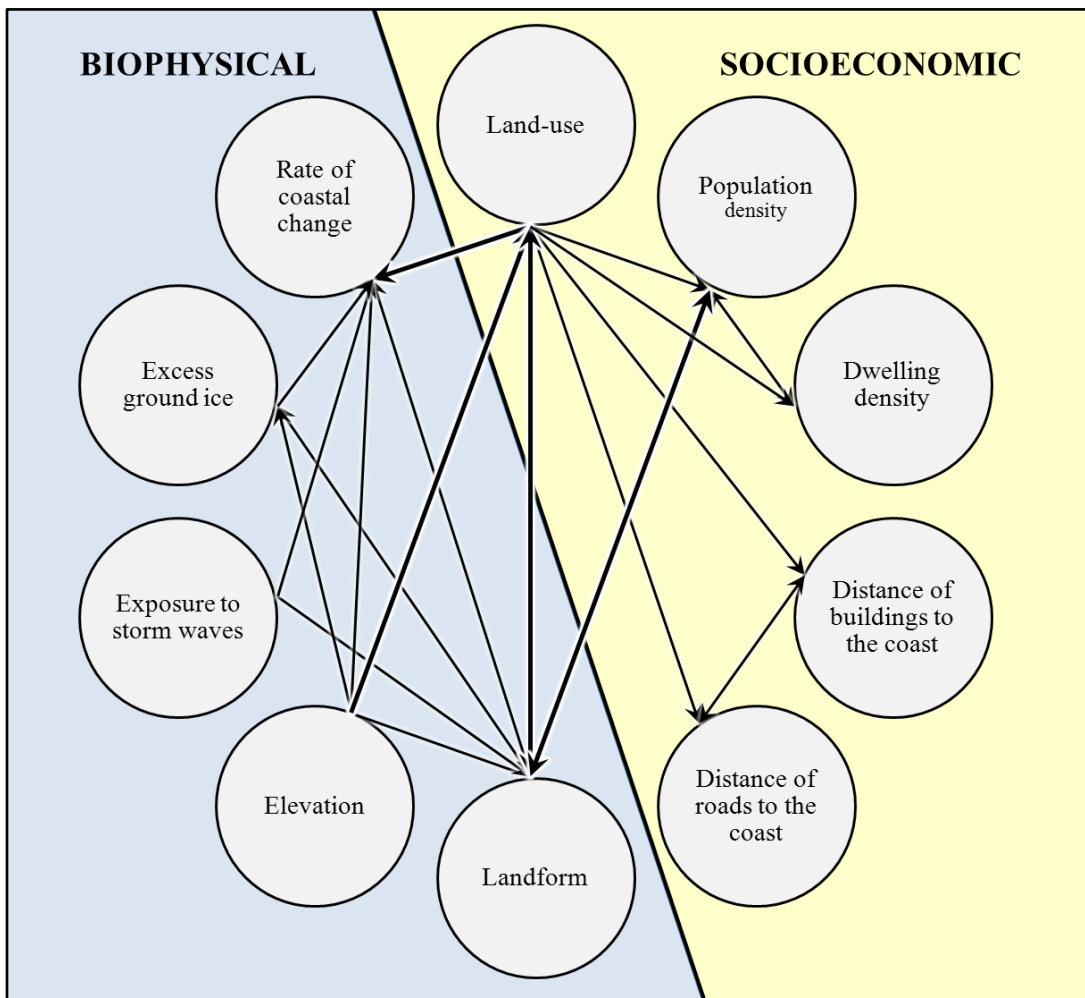 BIOPHYSICAL
SOCIOECONOMIC
Land-use
Rate of
coastal
change
Population
density
Excess
ground ice
Dwelling
density
Exposure to
storm waves
Distance of
buildings to
the coast
Elevation
Distance of
roads to the
coast
Landform